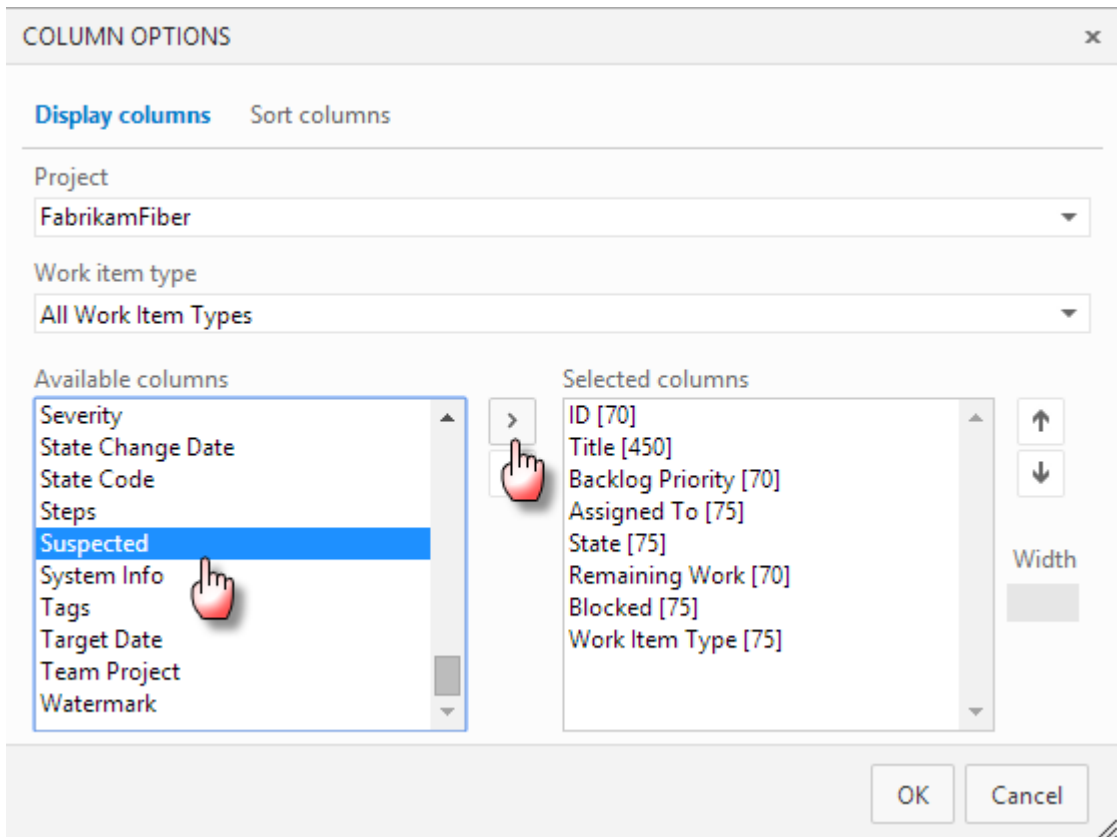 COLUMN OPTIONS
Display columns Sort columns
Project
FabrikamFiber
Work item type
All Work Item Types
Available columns
Severity
State Change Date
State Code
Steps
Suspected
System Info
Tags
Target Date
Team Project
Watermark
Selected columns
ID [70]
Title [450]
Backlog Priority [70]
Assigned To [75]
State [75]
Remaining Work [70]
Blocked [75]
Work Item Type [75]
Width
OK Cancel